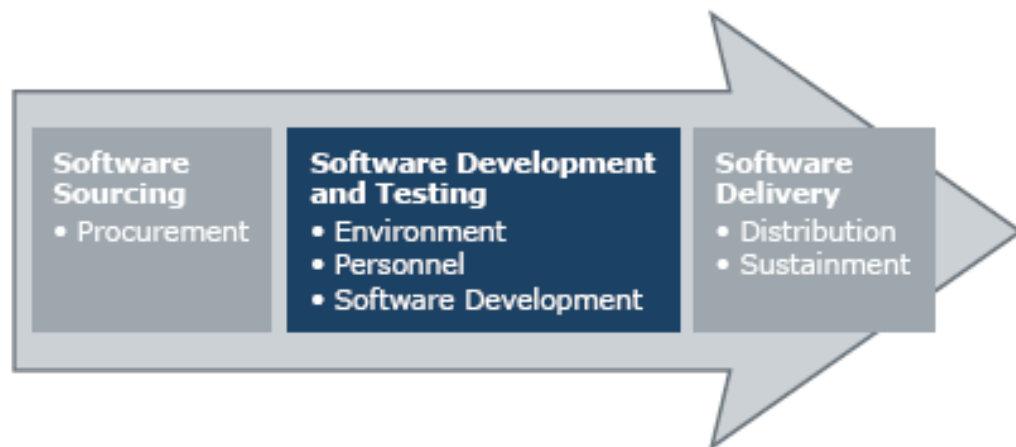 Software
Sourcing
• Procurement
Software Development
and Testing
• Environment
• Personnel
• Software Development
Software
Delivery
• Distribution
• Sustainment